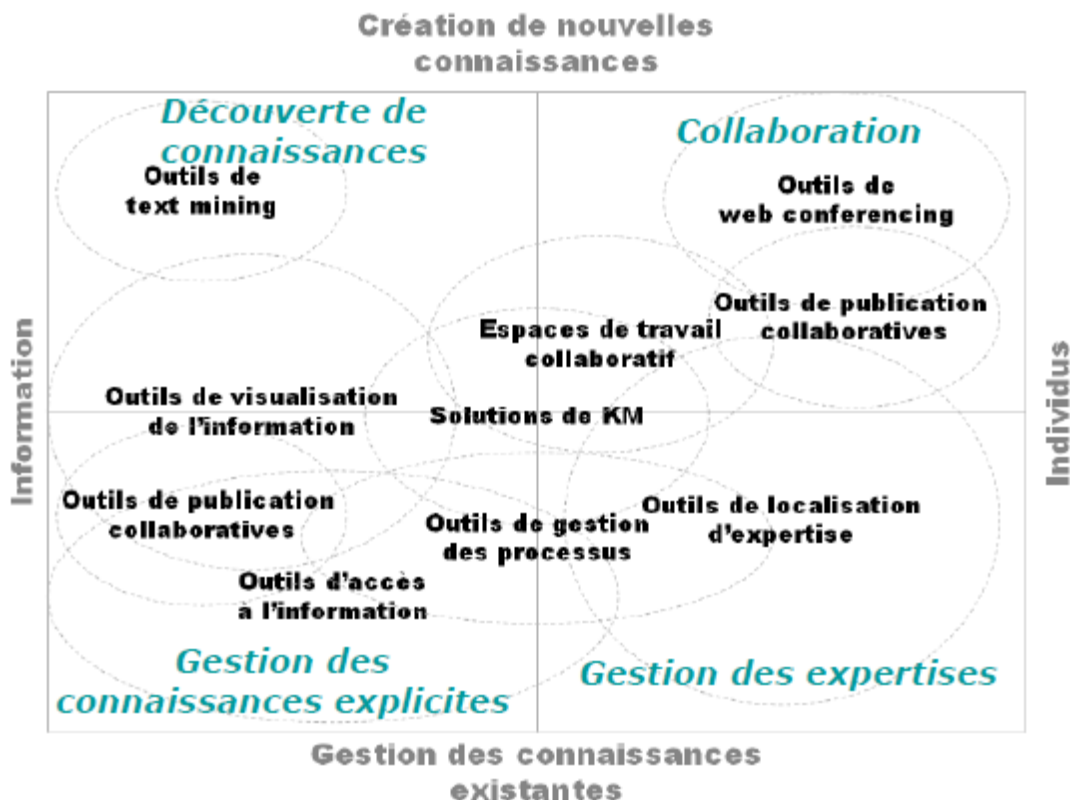 Création de nouvelles
connaissances
Découverte de
connaissances
Collaboration
Outils de
text mining
Outils de
web conferencing
Outils de publication
collaboratives
Espaces de travail
collaboratif
Information
Individus
Outils de visualisation
de l'information
Solutions de KM
Outils de publication
collaboratives
Outils de localisation
d'expertise
Outils de gestion
des processus
Outils d'accès
a l'information
Gestion des
connaissances explicites
Gestion des expertises
Gestion des connaissances
existantes